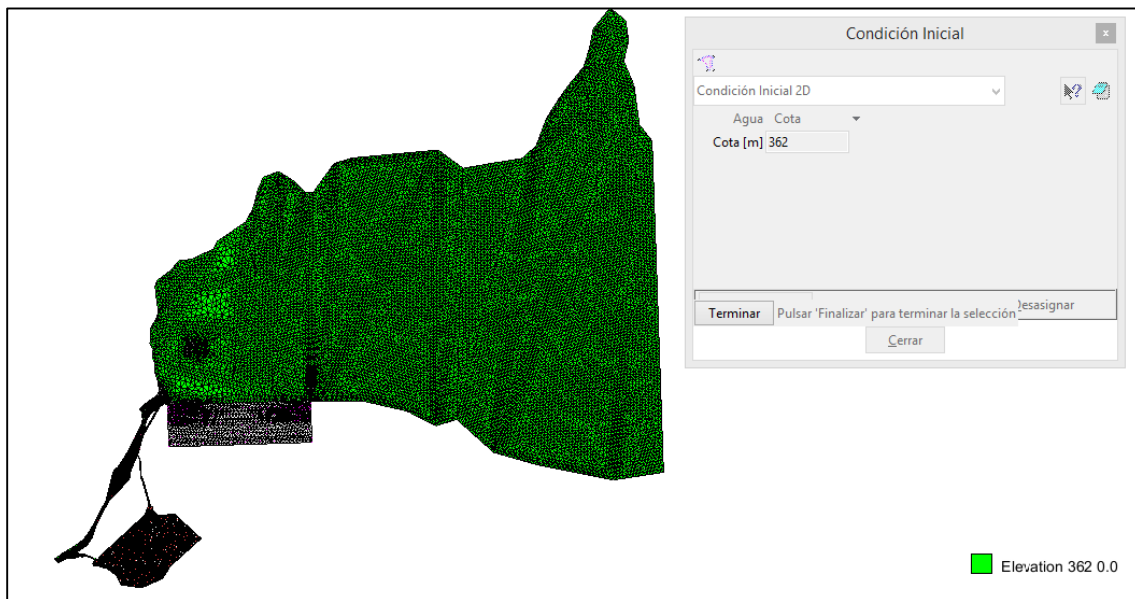 Condición Inicial
x
Condición Inicial 2D
Agua Cota
Cota [m] 362
Terminar Pulsar 'Finalizar' para terminar la selección Desasignar
Cerrar
Elevation 362 0.0